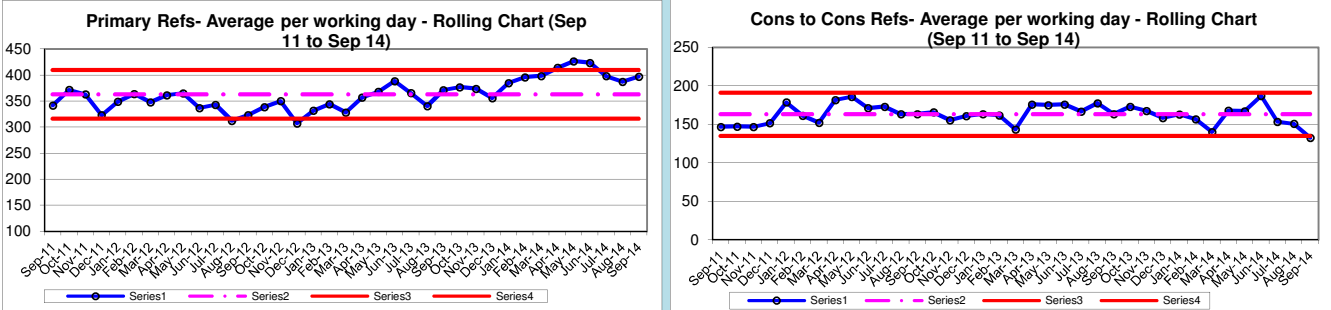 Primary Refs- Average per working day - Rolling Chart (Sep
11 to Sep 14)
450
400
350
300
250
200
150
100
Sep-11
Oct-11
Nov-11
Dec-11
Jan-12
Feb-12
Mar-12
Apr-12
May-12
Jun-12
Jul-12
Aug-12
Sep-12
Oct-12
Nov-12
Dec-12
Jan-13
Feb-13
Mar-13
Apr-13
May-13
Jun-13
Jul-13
Aug-13
Sep-13
Oct-13
Nov-13
Dec-13
Jan-14
Feb-14
Mar-14
Apr-14
May-14
Jun-14
Jul-14
Aug-14
Sep-14
Series1 Series2 Series3 Series4
Cons to Cons Refs- Average per working day - Rolling Chart
(Sep 11 to Sep 14)
250
200
150
100
50
0
Sep-11
Oct-11
Nov-11
Dec-11
Jan-12
Feb-12
Mar-12
Apr-12
May-12
Jun-12
Jul-12
Aug-12
Sep-12
Oct-12
Nov-12
Dec-12
Jan-13
Feb-13
Mar-13
Apr-13
May-13
Jun-13
Jul-13
Aug-13
Sep-13
Oct-13
Nov-13
Dec-13
Jan-14
Feb-14
Mar-14
Apr-14
May-14
Jun-14
Jul-14
Aug-14
Sep-14
Series1 Series2 Series3 Series4